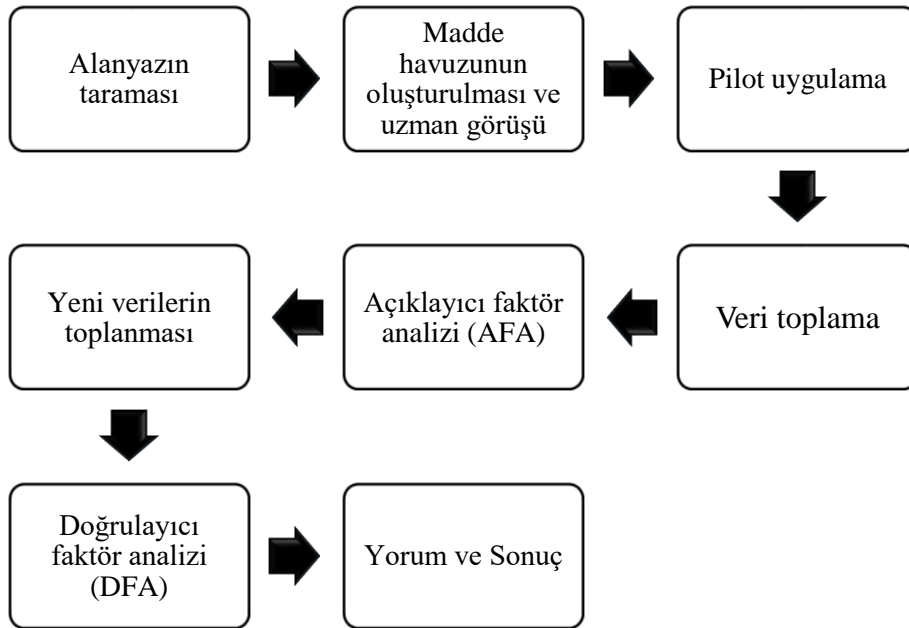 Alanyazın
taraması
Madde
havuzunun
oluşturulması ve
uzman görüşü
Pilot uygulama
Veri toplama
Açıklayıcı faktör
analizi (AFA)
Yeni verilerin
toplanması
Doğrulayıcı
faktör analizi
(DFA)
Yorum ve Sonuç